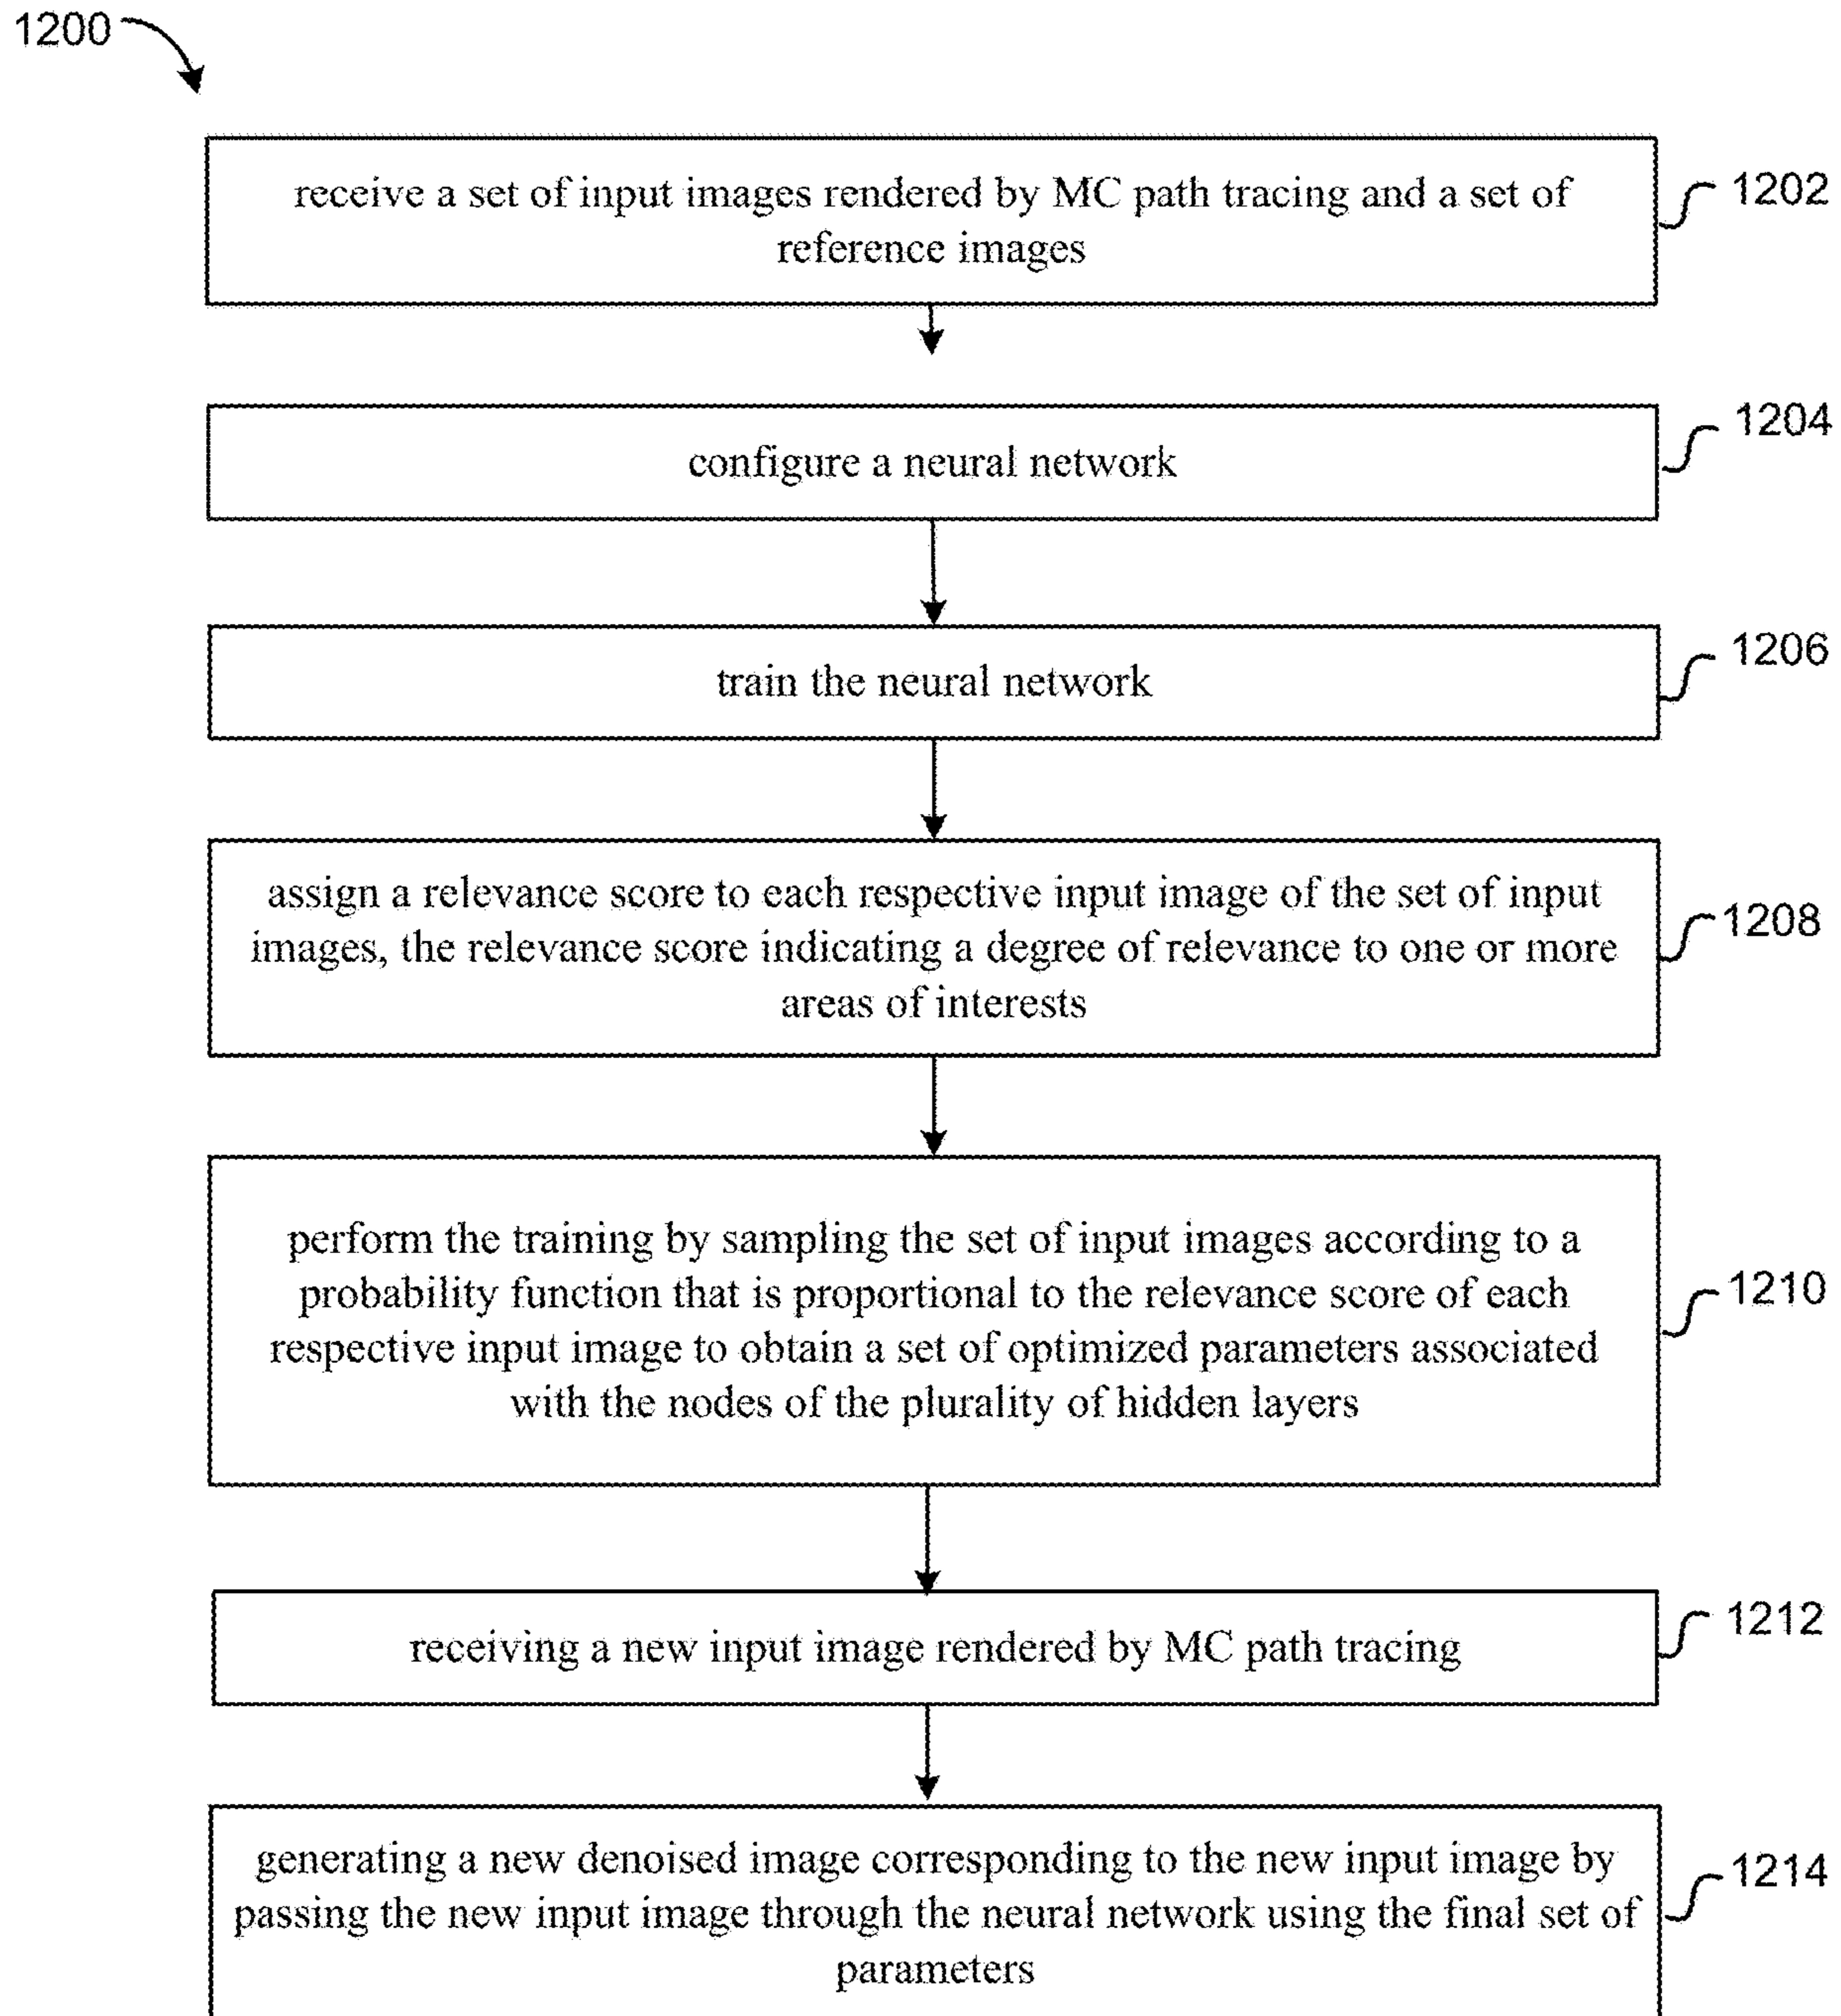 1200
receive a set of input images rendered by MC path tracing and a set of
reference images
1202
configure a neural network
1204
train the neural network
1206
assign a relevance score to each respective input image of the set of input
images, the relevance score indicating a degree of relevance to one or more
areas of interests
1208
perform the training by sampling the set of input images according to a
probability function that is proportional to the relevance score of each
respective input image to obtain a set of optimized parameters associated
with the nodes of the plurality of hidden layers
1210
receiving a new input image rendered by MC path tracing
1212
generating a new denoised image corresponding to the new input image by
passing the new input image through the neural network using the final set of
parameters
1214